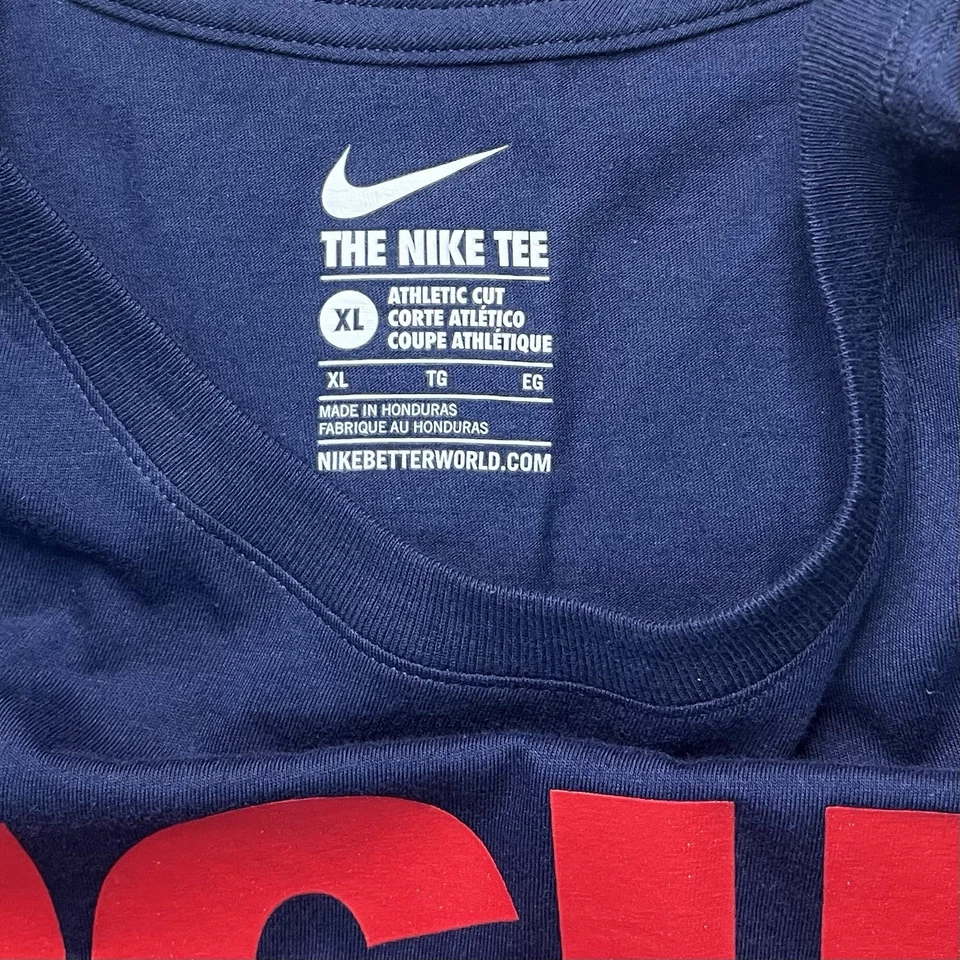 THE NIKE TEE
XL
ATHLETIC CUT
CORTE ATLÉTICO
COUPE ATHLÉTIQUE
XL TG EG
MADE IN HONDURAS
FABRIQUE AU HONDURAS
NIKEBETTERWORLD.COM